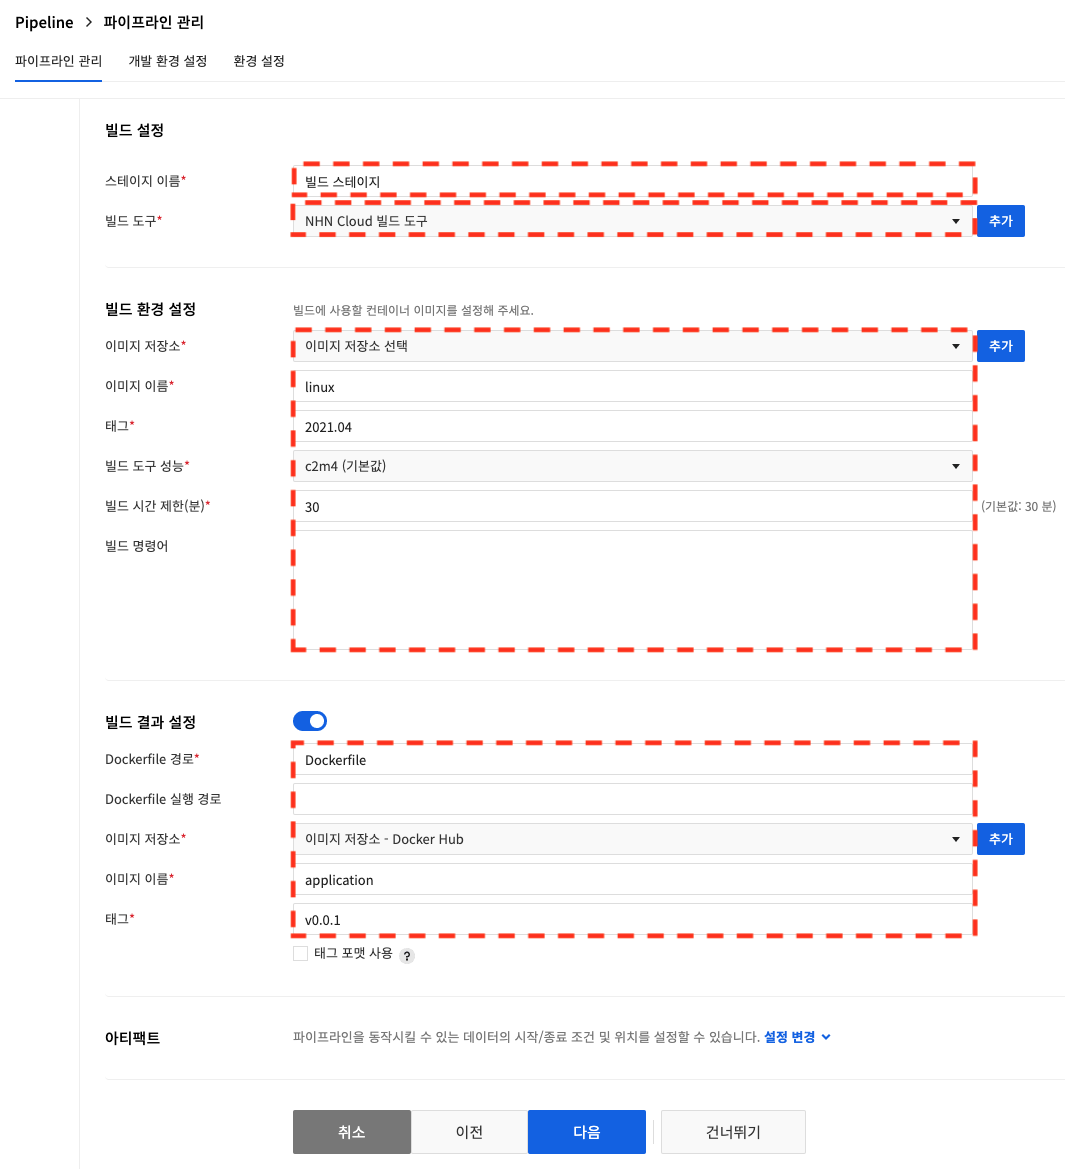 Pipeline > 파이프라인 관리
파이프라인 관리 개발 환경 설정 환경 설정
빌드 설정
스테이지 이름* 빌드 스테이지
빌드 도구* NHN Cloud 빌드 도구 추가
빌드 환경 설정 빌드에 사용할 컨테이너 이미지를 설정해 주세요.
이미지 저장소* 이미지 저장소 선택 추가
이미지 이름* linux
태그* 2021.04
빌드 도구 성능* c2m4 (기본값)
빌드 시간 제한(분)* 30 (기본값: 30 분)
빌드 명령어
빌드 결과 설정
Dockerfile 경로* Dockerfile
Dockerfile 실행 경로
이미지 저장소* 이미지 저장소 - Docker Hub 추가
이미지 이름* application
태그* v0.0.1
태그 포맷 사용 ?
아티팩트 파이프라인을 동작시킬 수 있는 데이터의 시작/종료 조건 및 위치를 설정할 수 있습니다. 설정 변경
취소 이전 다음 건너뛰기